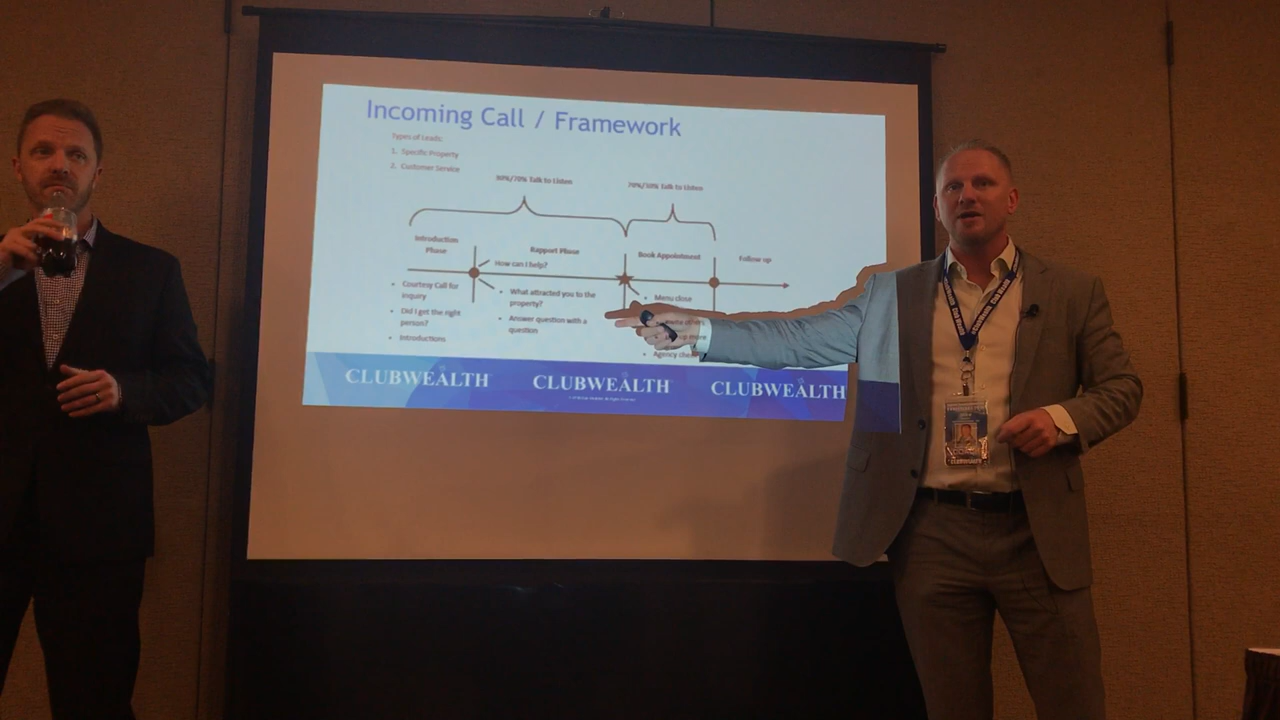 Incoming Call / Framework
Types of Leads:
1. Specific Property
2. Customer Service
30%/70% Talk to Listen
70%/30% Talk to Listen
Introduction
Phase
Rapport Phase
Book Appointment
Follow up
How can I help?
• Courtesy Call for
Inquiry
• Did I get the right
person?
• Introductions
• What attracted you to the
property?
• Answer question with a
question
• Menu close
others
more
• Agency
CLUBWEALTH
CLUBWEALTH
CLUBWEALTH